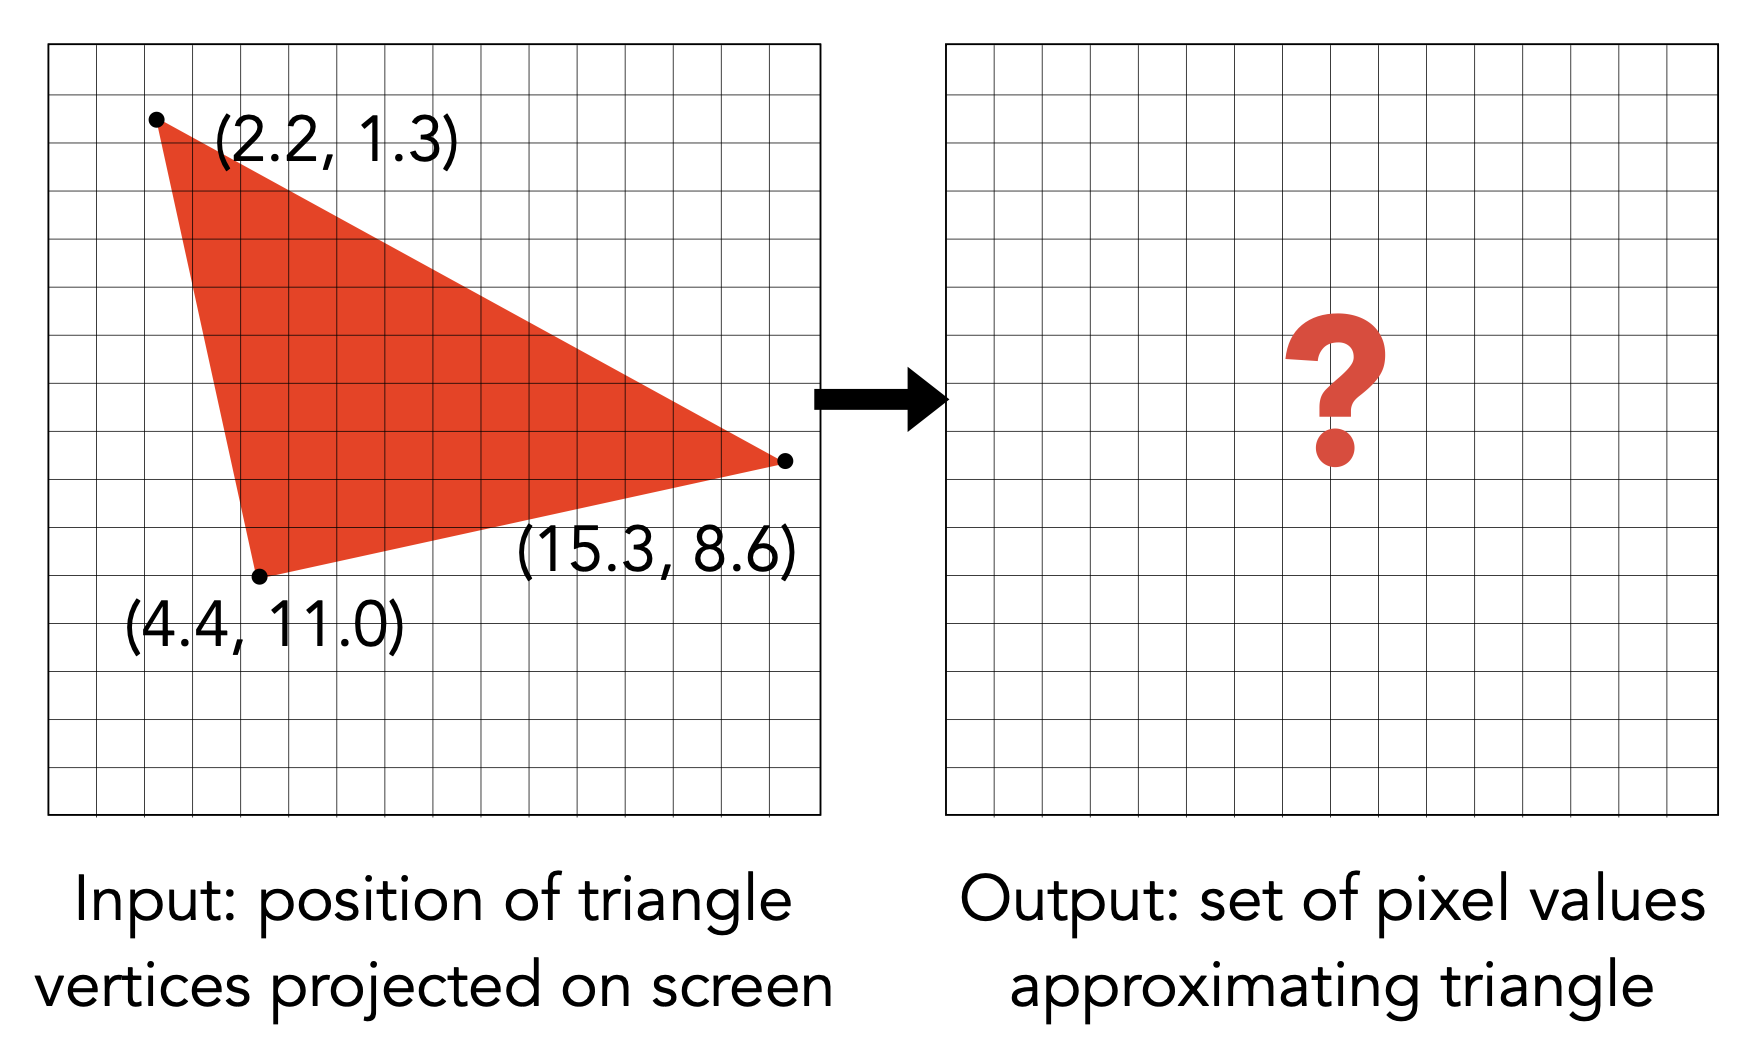 (2.2, 1.3)
(15.3, 8.6)
(4.4, 11.0)
?
Input: position of triangle
vertices projected on screen
Output: set of pixel values
approximating triangle